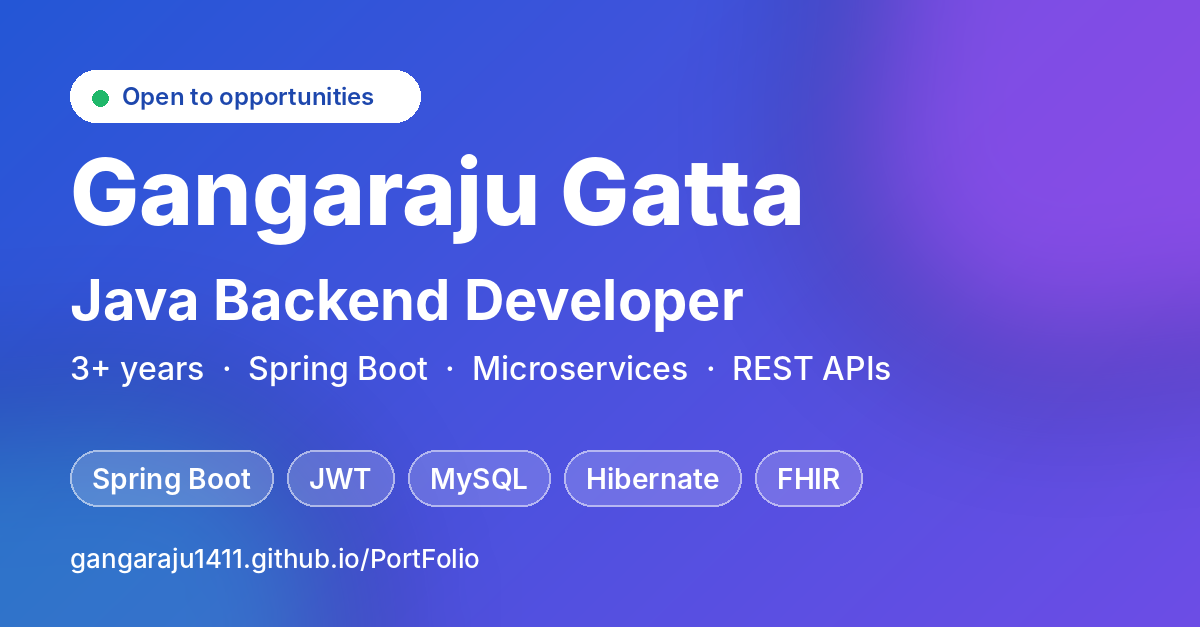 Open to opportunities
Gangaraju Gatta
Java Backend Developer
3+ years · Spring Boot · Microservices · REST APIs
Spring Boot JWT MySQL Hibernate FHIR
gangaraju1411.github.io/PortFolio